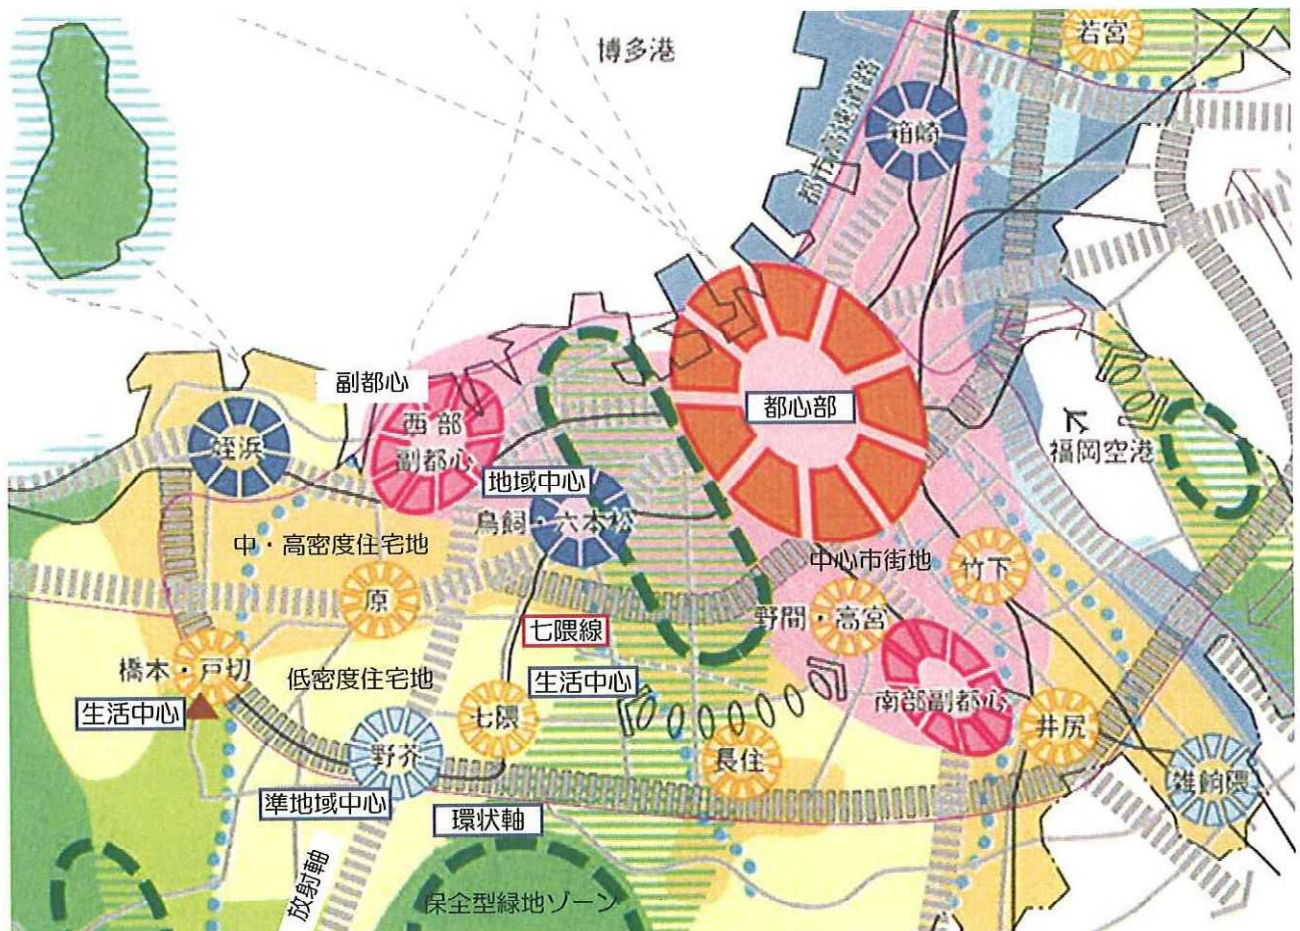 博多港
若宮
都市高速道路
箱崎
副都心
西部
副都心
都心部
姪浜
地域中心
鳥飼・六本松
福岡空港
中・高密度住宅地
中心市街地
竹下
原
七隈線
野間・高宮
橋本・戸切
低密度住宅地
生活中心
生活中心
七隈
南部副都心
井尻
野芥
長住
雑餉隈
準地域中心
環状軸
放射軸
保全型緑地ゾーン